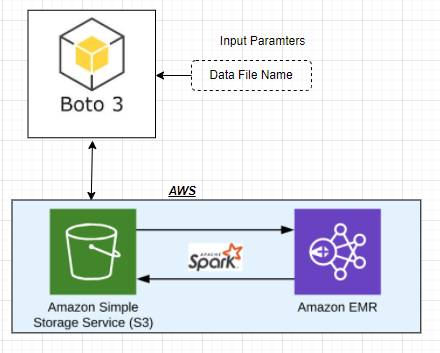 Input Paramters
Data File Name
Boto 3
AWS
APACHE
Spark
Amazon Simple
Storage Service (S3)
Amazon EMR